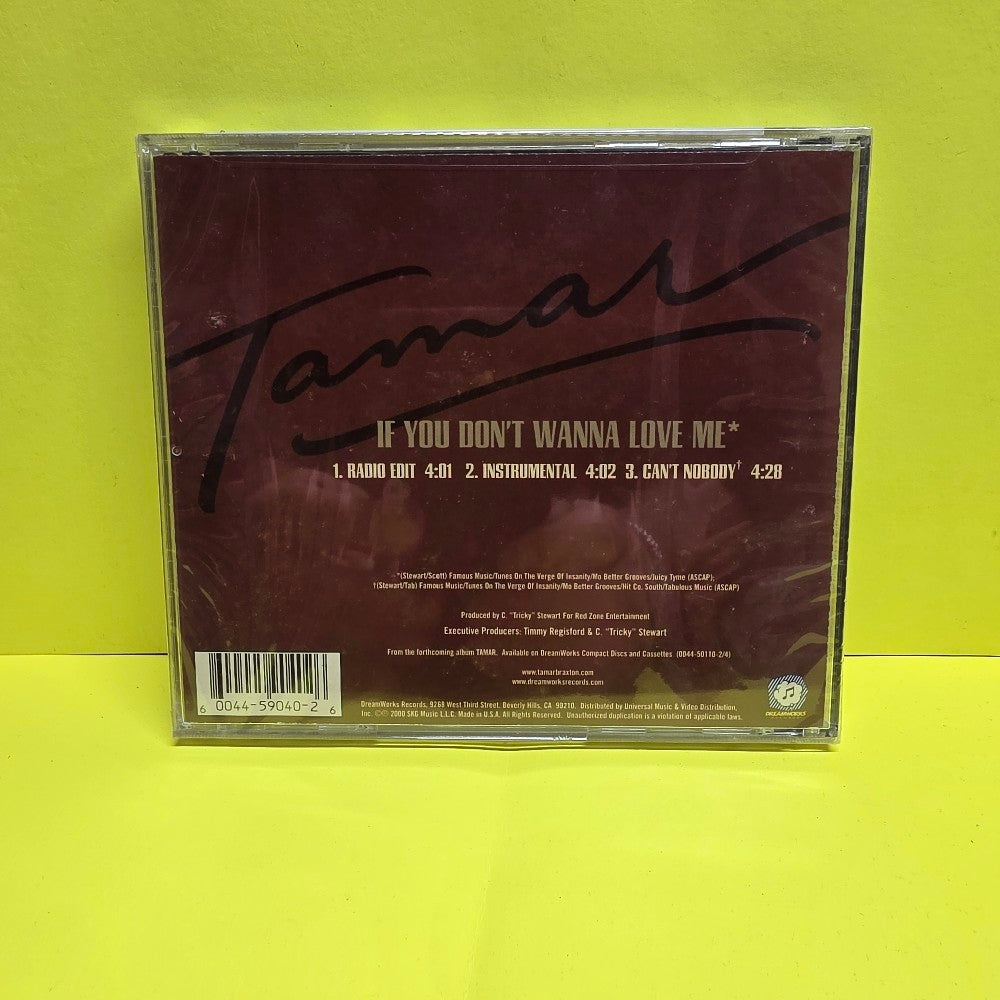 Tamar
IF YOU DON'T WANNA LOVE ME*
1. RADIO EDIT 4:01 2. INSTRUMENTAL 4:02 3. CAN'T NOBODY† 4:28
*(Stewart/Scott) Famous Music/Tunes On The Verge Of Insanity/Mo Better Grooves/Juicy Tyme (ASCAP);
†(Stewart/Tab) Famous Music/Tunes On The Verge Of Insanity/Mo Better Grooves/Hit Co. South/Tabulous Music (ASCAP)
Produced by C. "Tricky" Stewart For Red Zone Entertainment
Executive Producers: Timmy Regisford & C. "Tricky" Stewart
From the forthcoming album TAMAR. Available on DreamWorks Compact Discs and Cassettes (0044-50110-2/4)
www.tamarbraxton.com
www.dreamworksrecords.com
DreamWorks Records, 9268 West Third Street, Beverly Hills, CA 90210. Distributed by Universal Music & Video Distribution,
Inc. ©℗ 2000 SKG Music L.L.C. Made in U.S.A. All Rights Reserved. Unauthorized duplication is a violation of applicable laws.
6 0044-59040-2 6
DREAMWORKS